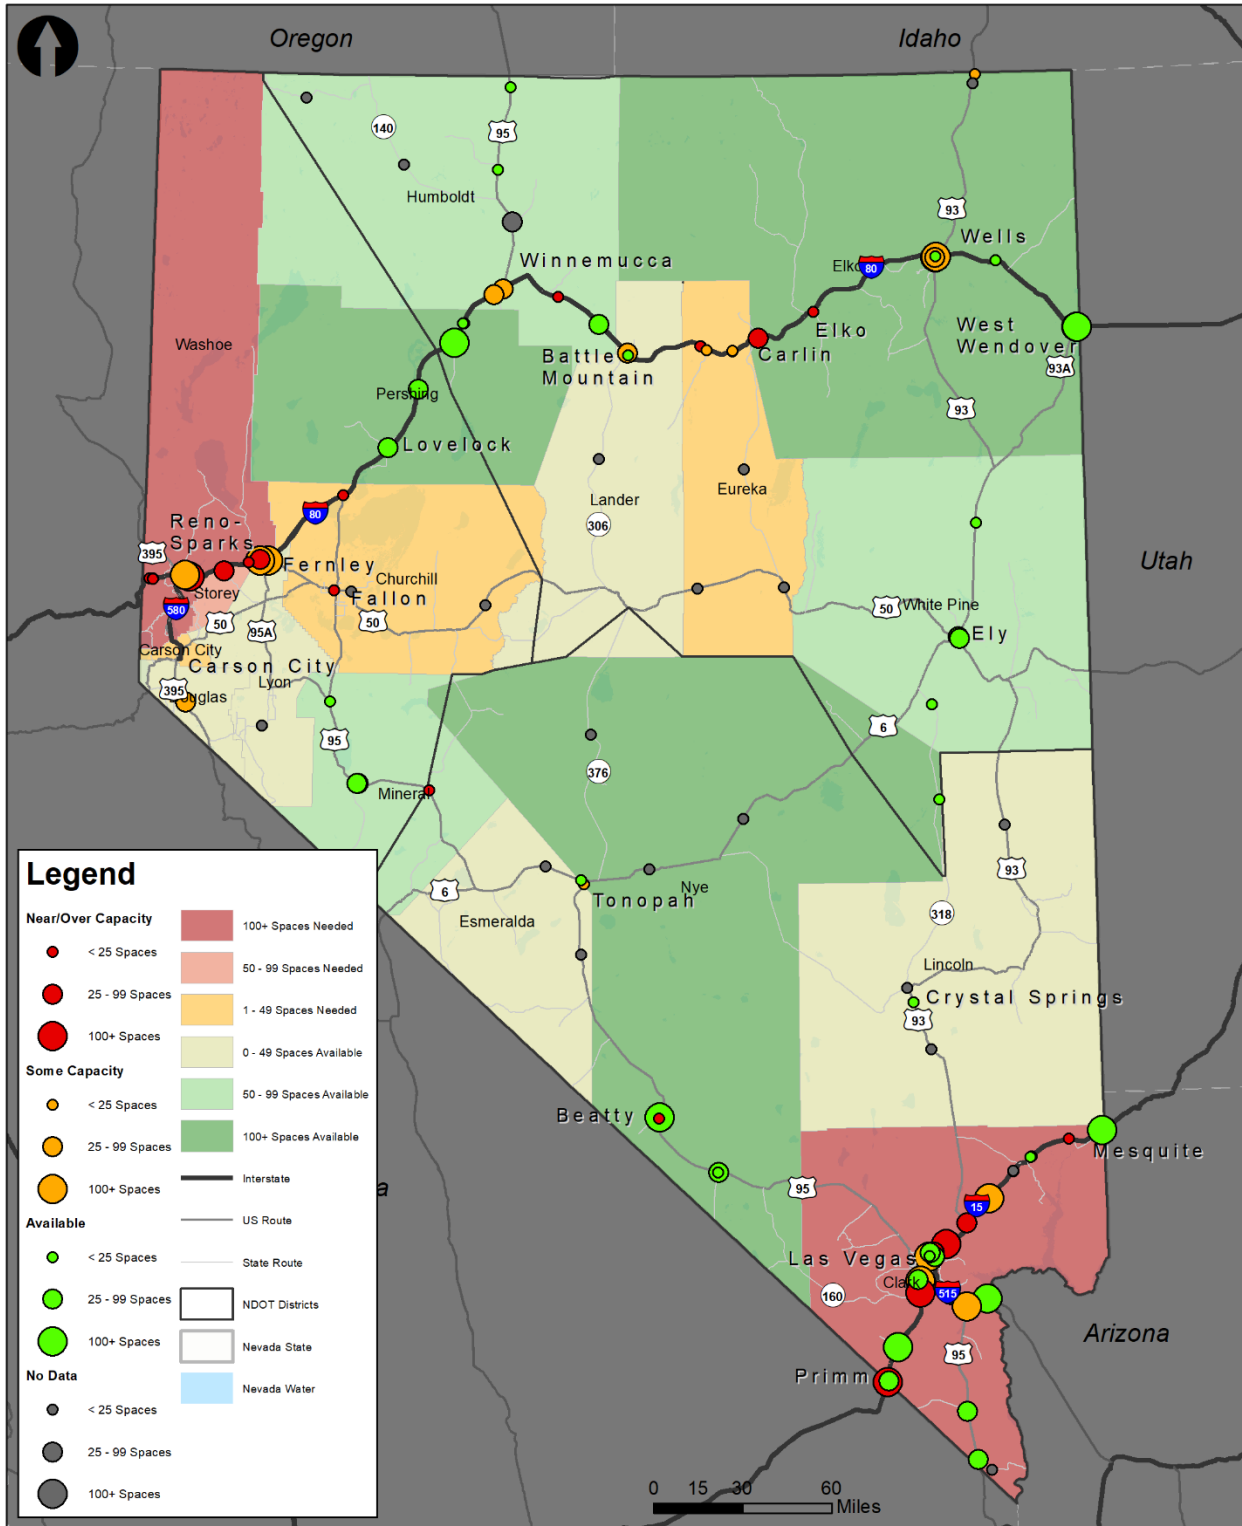 Oregon
Idaho
140
95
Humboldt
93
Wells
Elko
80
Winnemucca
Washoe
Elko
West
Wendover
Battle
Mountain
Carlin
93A
Pershing
93
Lovelock
Eureka
Lander
80
306
Reno-
Sparks
395
Fernley
Utah
Churchill
Storey
Fallon
580
50
95A
50
50
White Pine
Ely
Carson City
Carson City
Lyon
395
Douglas
95
6
376
Mineral
93
6
Nye
Tonopah
Esmeralda
318
Lincoln
Crystal Springs
93
Beatty
Mesquite
a
95
15
Las Vegas
Clark
515
160
Arizona
95
Primm
Legend
Near/Over Capacity
< 25 Spaces
25 - 99 Spaces
100+ Spaces
Some Capacity
< 25 Spaces
25 - 99 Spaces
100+ Spaces
Available
< 25 Spaces
25 - 99 Spaces
100+ Spaces
No Data
< 25 Spaces
25 - 99 Spaces
100+ Spaces
100+ Spaces Needed
50 - 99 Spaces Needed
1 - 49 Spaces Needed
0 - 49 Spaces Available
50 - 99 Spaces Available
100+ Spaces Available
Interstate
US Route
State Route
NDOT Districts
Nevada State
Nevada Water
0 15 30 60
Miles